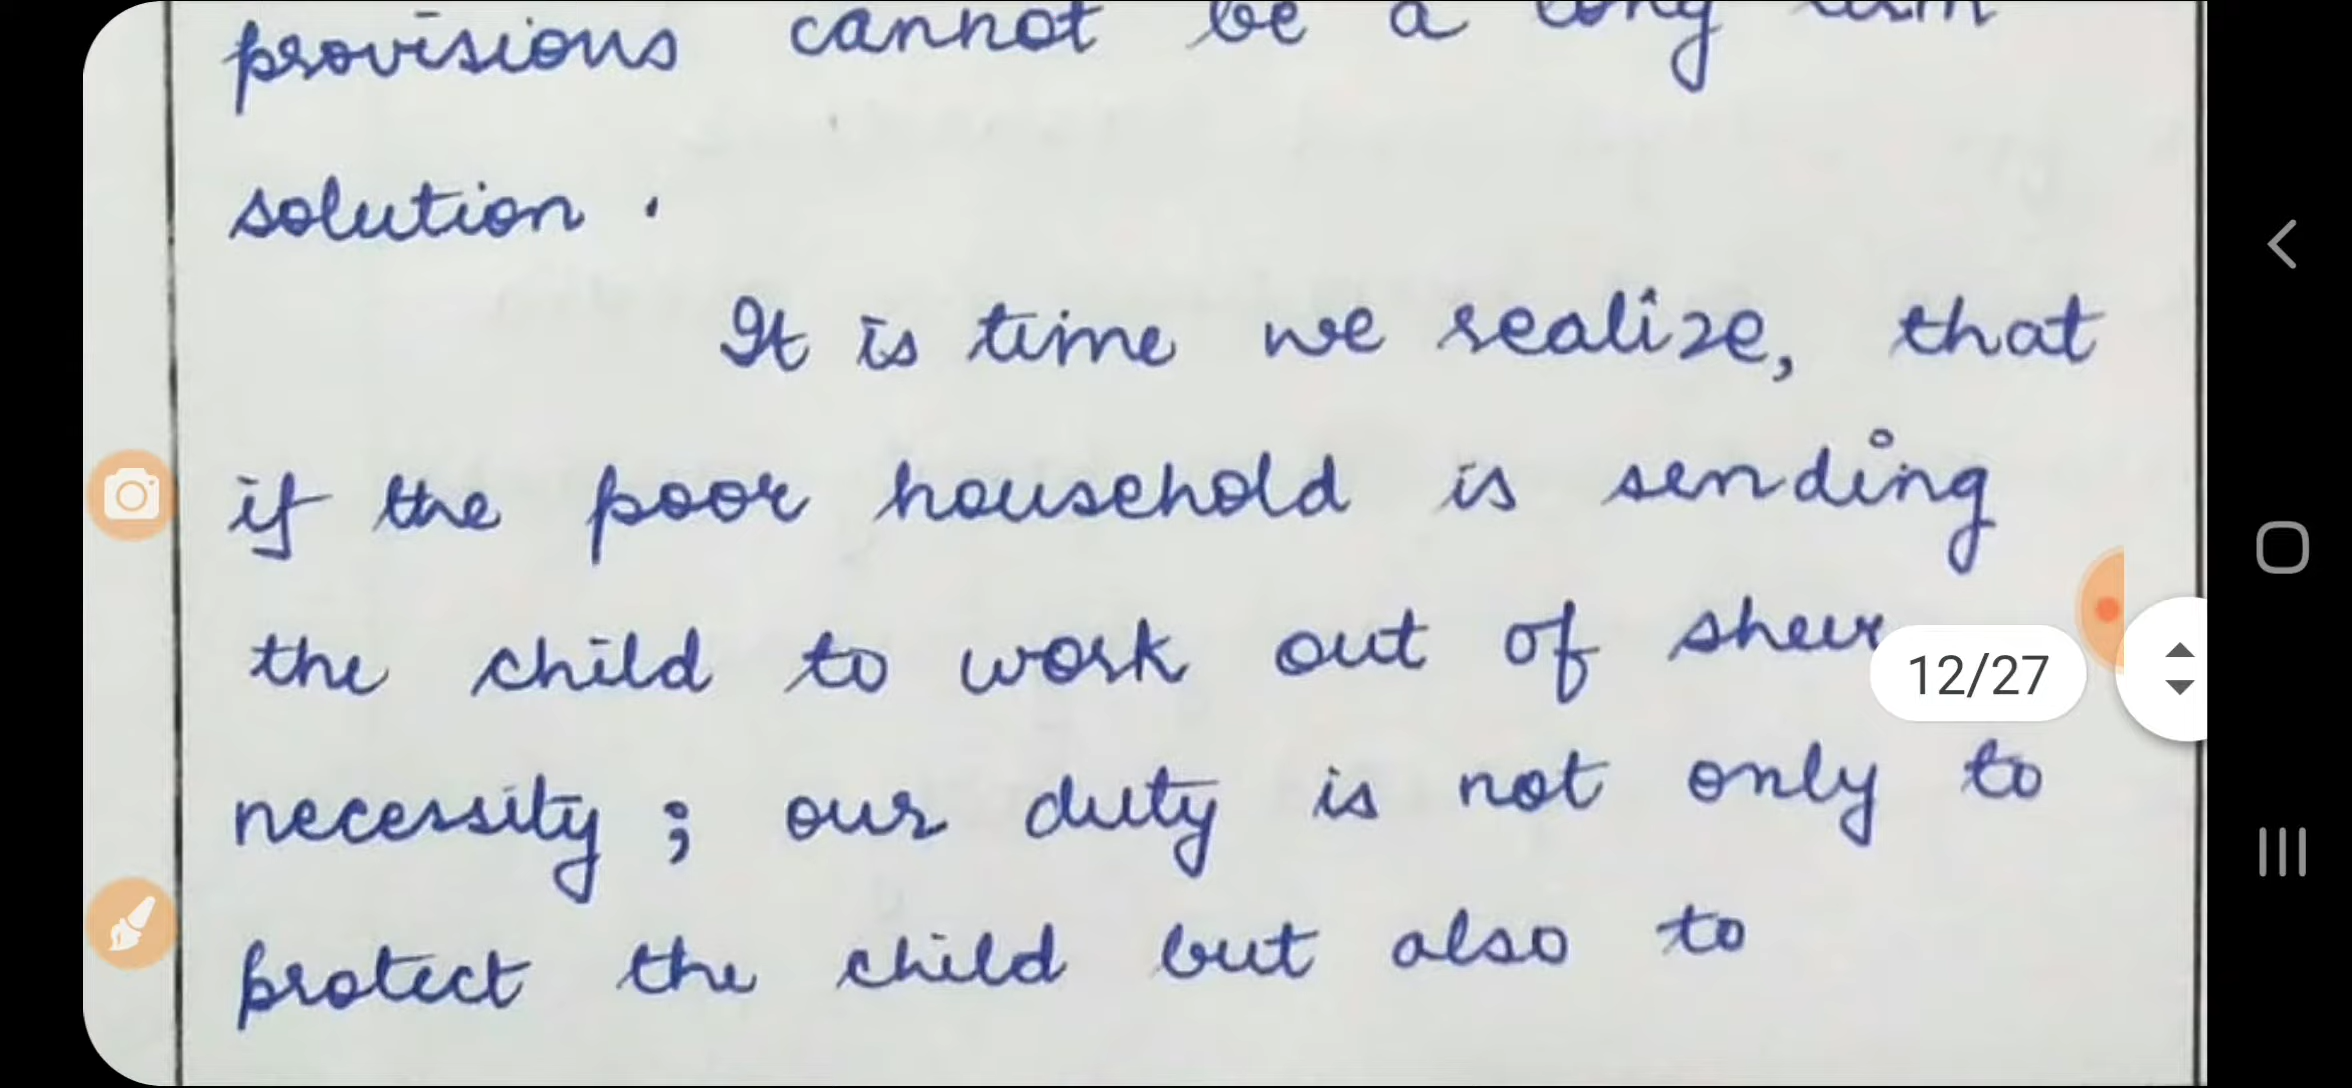 provisions cannot be a long term
solution.
It is time we realize, that
if the poor household is sending
the child to work out of sheer
12/27
necessity; our duty is not only to
protect the child but also to